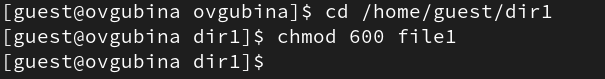 [guest@ovgubina ovgubina]$ cd /home/guest/dir1
[guest@ovgubina dir1]$ chmod 600 file1
[guest@ovgubina dir1]$